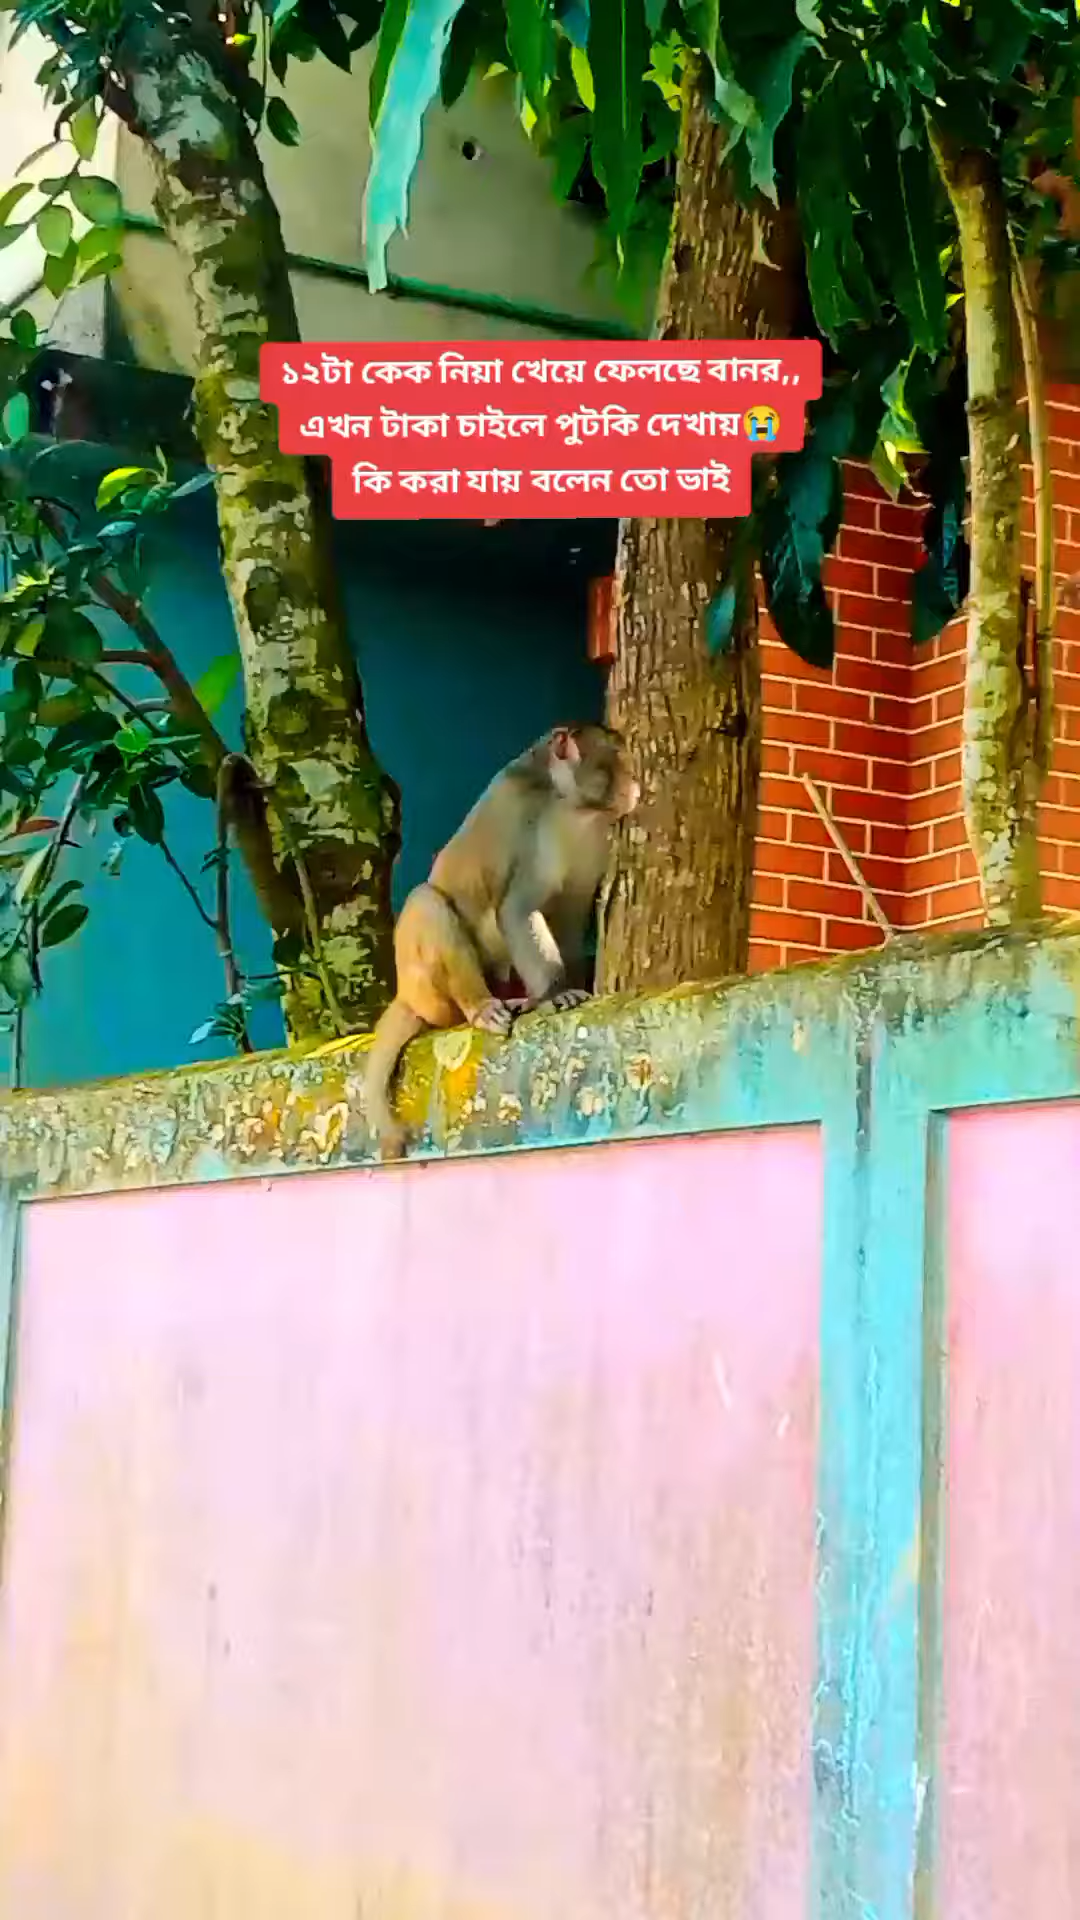 ১২টা কেক নিয়া খেয়ে ফেলছে বানর,,
এখন টাকা চাইলে পুটকি দেখায়😭
কি করা যায় বলেন তো ভাই